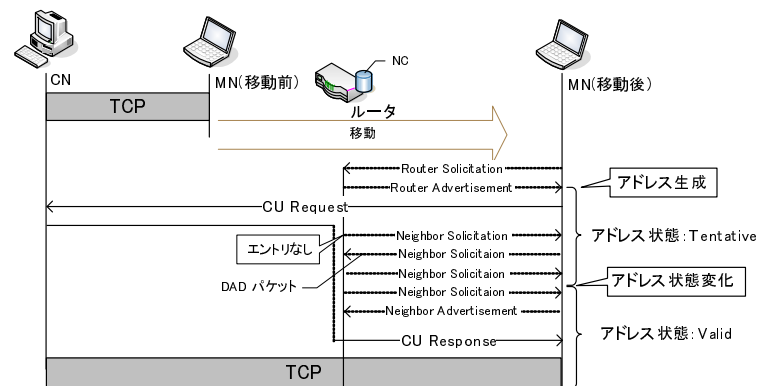 CN
MN(移動前)
NC
ルータ
MN(移動後)
TCP
移動
Router Solicitation
Router Advertisement
アドレス生成
CU Request
Neighbor Solicitation
アドレス状態:Tentative
エントリなし
Neighbor Solicitaion
DAD パケット
Neighbor Solicitaion
アドレス状態変化
Neighbor Solicitaion
Neighbor Advertisement
アドレス状態:Valid
CU Response
TCP